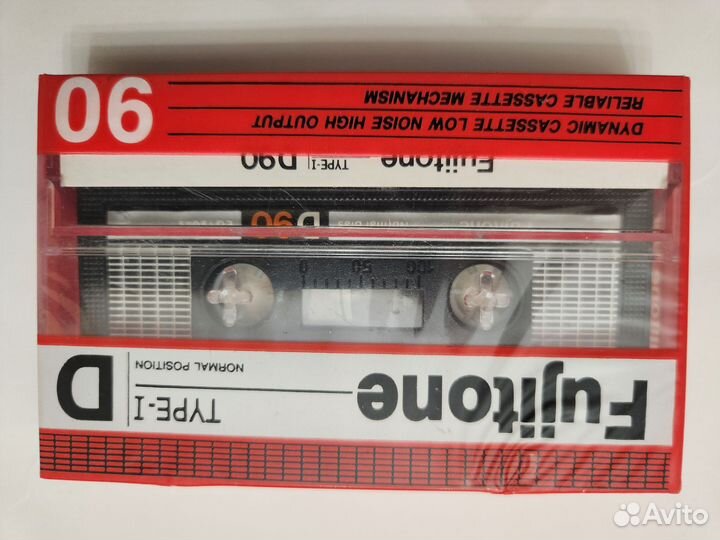 Fujitone TYPE-I D
NORMAL POSITION
100 50 0
Fujitone Normal Bias D90
Fujitone TYPE-I D90
DYNAMIC CASSETTE LOW NOISE HIGH OUTPUT
RELIABLE CASSETTE MECHANISM
90
Avito